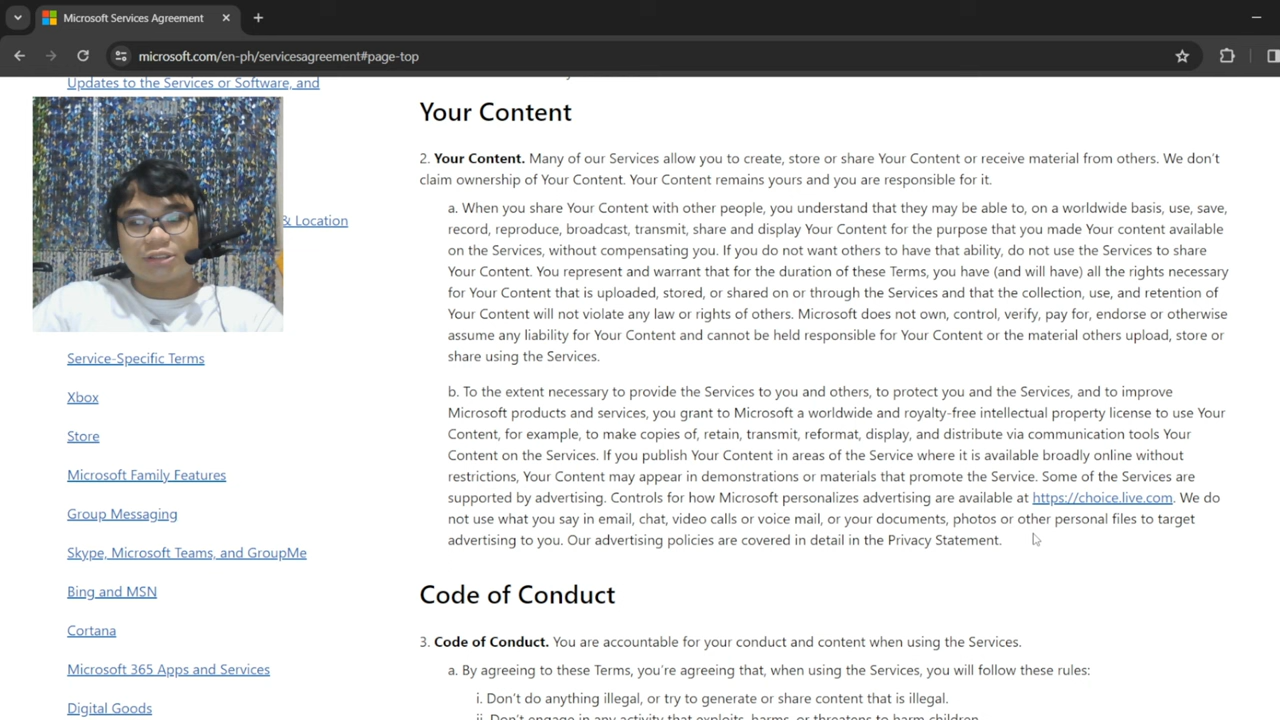 Microsoft Services Agreement
microsoft.com/en-ph/servicesagreement#page-top
Updates to the Services or Software, and
& Location
Service-Specific Terms
Xbox
Store
Microsoft Family Features
Group Messaging
Skype, Microsoft Teams, and GroupMe
Bing and MSN
Cortana
Microsoft 365 Apps and Services
Digital Goods
Your Content
2. Your Content. Many of our Services allow you to create, store or share Your Content or receive material from others. We don't
claim ownership of Your Content. Your Content remains yours and you are responsible for it.
a. When you share Your Content with other people, you understand that they may be able to, on a worldwide basis, use, save,
record, reproduce, broadcast, transmit, share and display Your Content for the purpose that you made Your content available
on the Services, without compensating you. If you do not want others to have that ability, do not use the Services to share
Your Content. You represent and warrant that for the duration of these Terms, you have (and will have) all the rights necessary
for Your Content that is uploaded, stored, or shared on or through the Services and that the collection, use, and retention of
Your Content will not violate any law or rights of others. Microsoft does not own, control, verify, pay for, endorse or otherwise
assume any liability for Your Content and cannot be held responsible for Your Content or the material others upload, store or
share using the Services.
b. To the extent necessary to provide the Services to you and others, to protect you and the Services, and to improve
Microsoft products and services, you grant to Microsoft a worldwide and royalty-free intellectual property license to use Your
Content, for example, to make copies of, retain, transmit, reformat, display, and distribute via communication tools Your
Content on the Services. If you publish Your Content in areas of the Service where it is available broadly online without
restrictions, Your Content may appear in demonstrations or materials that promote the Service. Some of the Services are
supported by advertising. Controls for how Microsoft personalizes advertising are available at https://choice.live.com. We do
not use what you say in email, chat, video calls or voice mail, or your documents, photos or other personal files to target
advertising to you. Our advertising policies are covered in detail in the Privacy Statement.
Code of Conduct
3. Code of Conduct. You are accountable for your conduct and content when using the Services.
a. By agreeing to these Terms, you're agreeing that, when using the Services, you will follow these rules:
i. Don't do anything illegal, or try to generate or share content that is illegal.
ii. Don't engage in any activity that exploits, harms, or threatens to harm children.